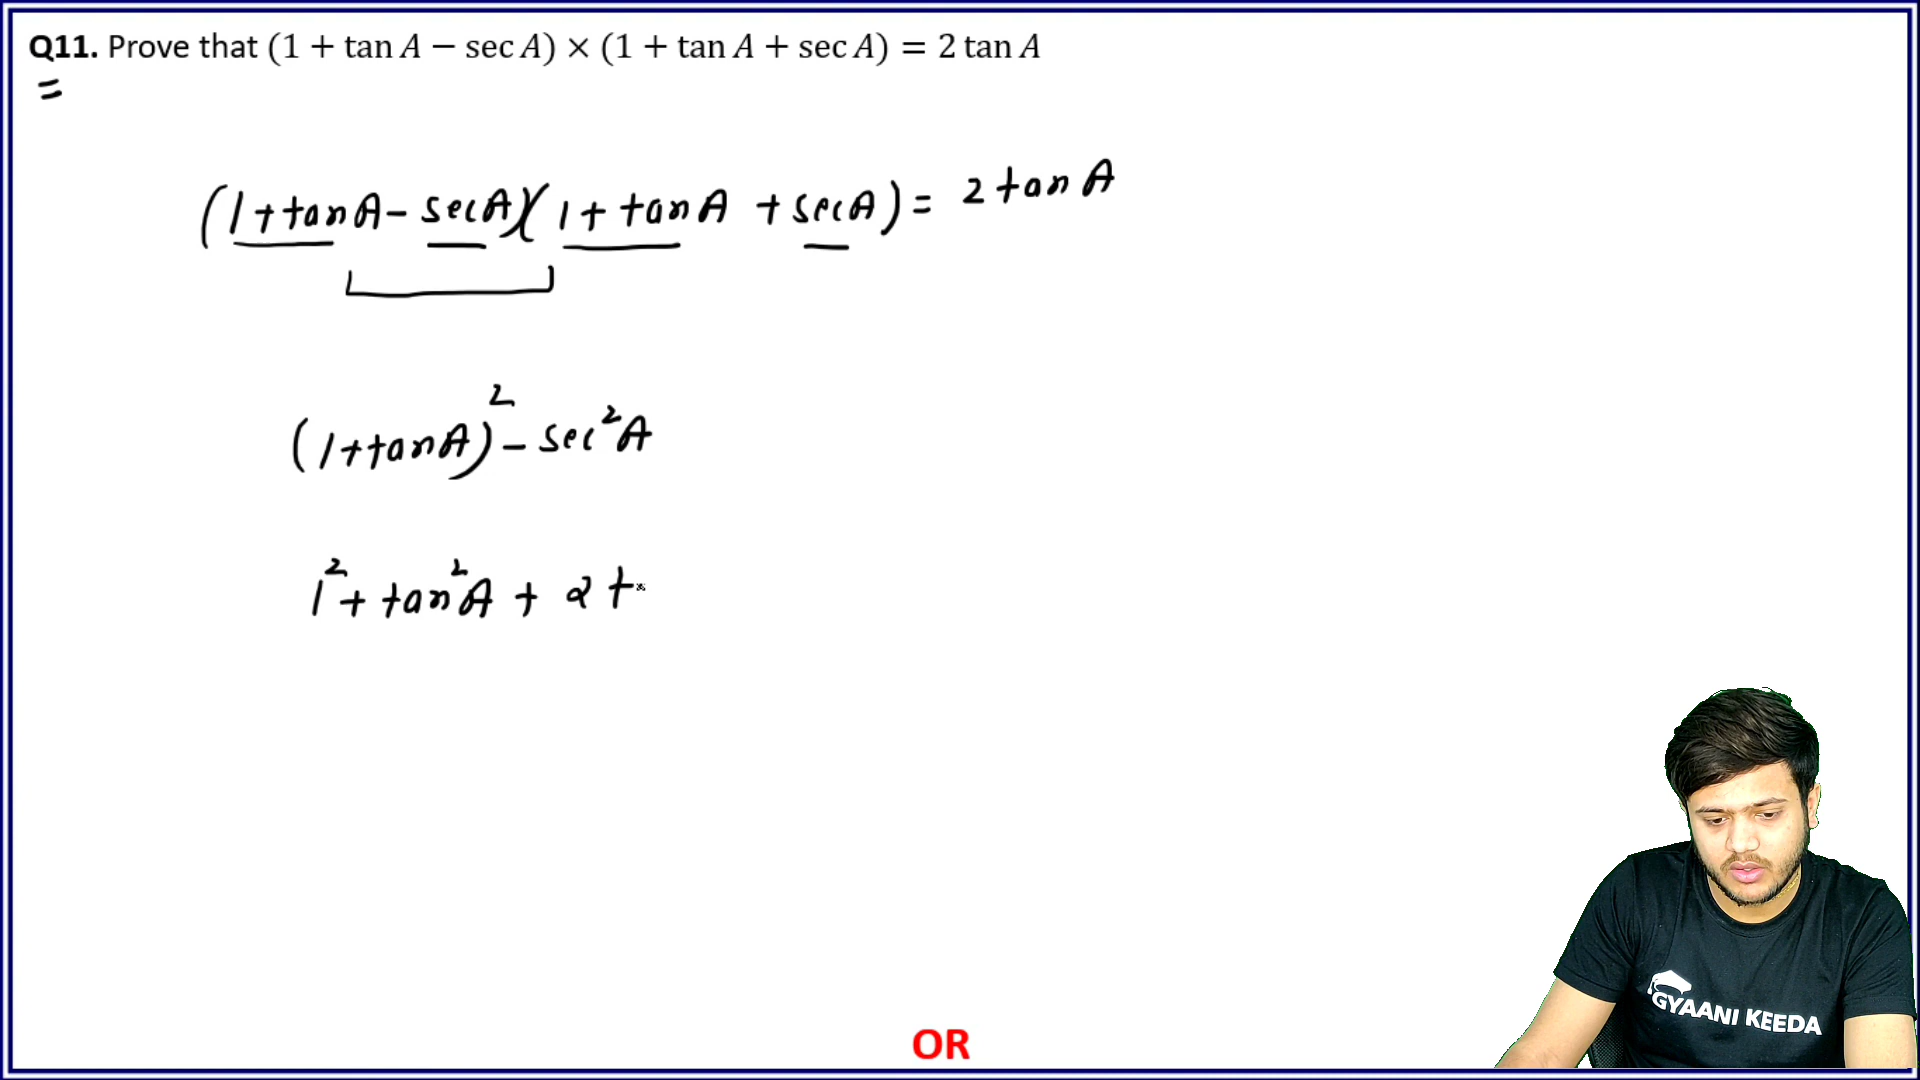 Q11. Prove that (1 + tan A − sec A) × (1 + tan A + sec A) = 2 tan A
=
(1+tanA- secA)(1+ tanA +secA)= 2tanA
(1+tanA)²- sec²A
1²+ tan²A + 2t
GYAANI KEEDA
OR